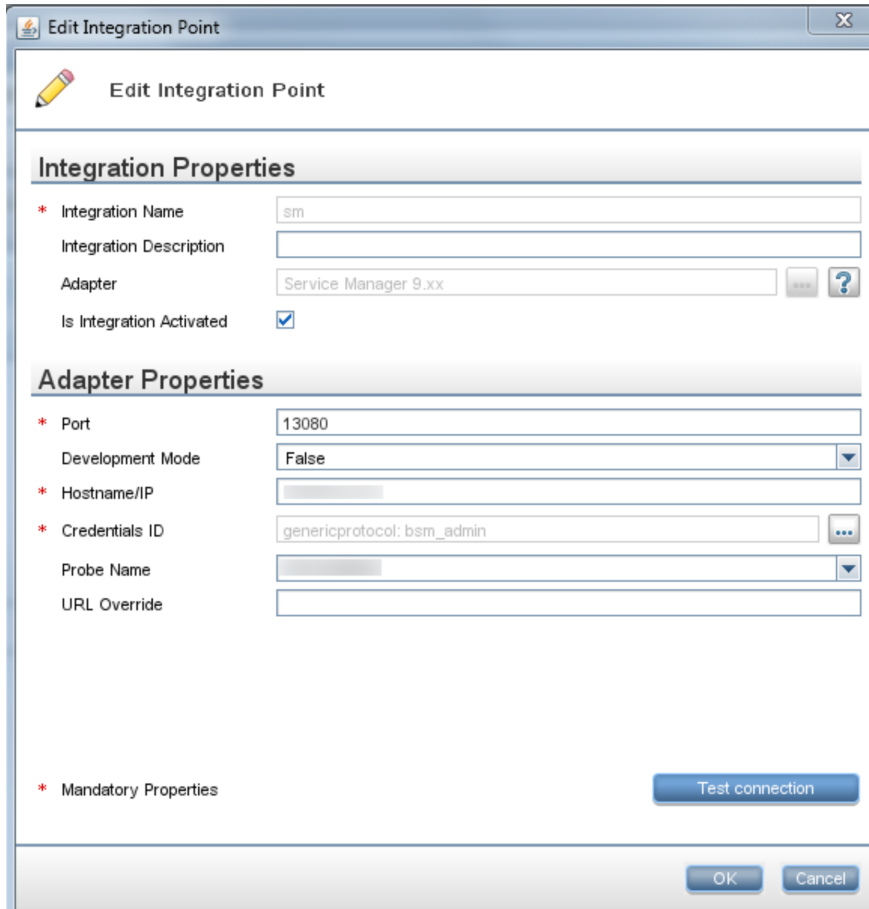 Edit Integration Point
Edit Integration Point
Integration Properties
* Integration Name sm
Integration Description
Adapter Service Manager 9.xx ... ?
Is Integration Activated
Adapter Properties
* Port 13080
Development Mode False
* Hostname/IP
* Credentials ID genericprotocol: bsm_admin ...
Probe Name
URL Override
* Mandatory Properties Test connection
OK Cancel